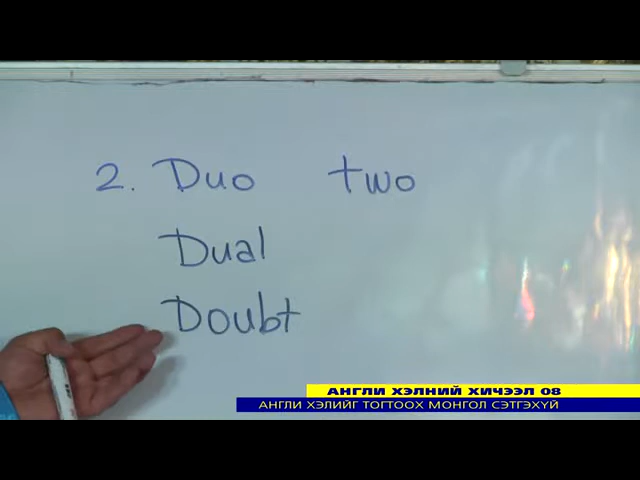 2. Duo two
Dual
Doubt
АНГЛИ ХЭЛНИЙ ХИЧЭЭЛ 08
АНГЛИ ХЭЛИЙГ ТОГТООХ МОНГОЛ СЭТГЭХҮЙ